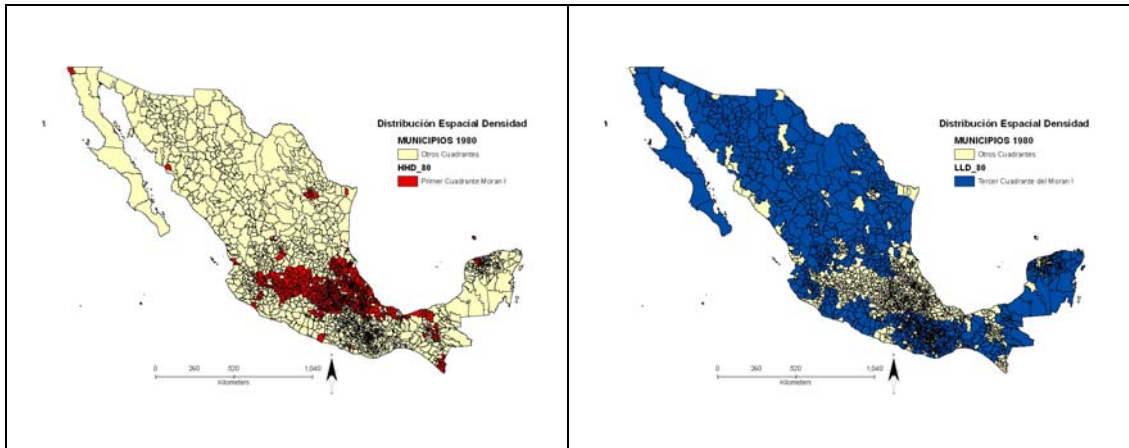 Distribución Espacial Densidad
MUNICIPIOS 1980
Otros Cuadrantes
HHD_80
Primer Cuadrante Moran I
0 260 520 1,040
Kilometers
Distribución Espacial Densidad
MUNICIPIOS 1980
Otros Cuadrantes
LLD_80
Tercer Cuadrante del Moran I
0 260 520 1,040
Kilometers